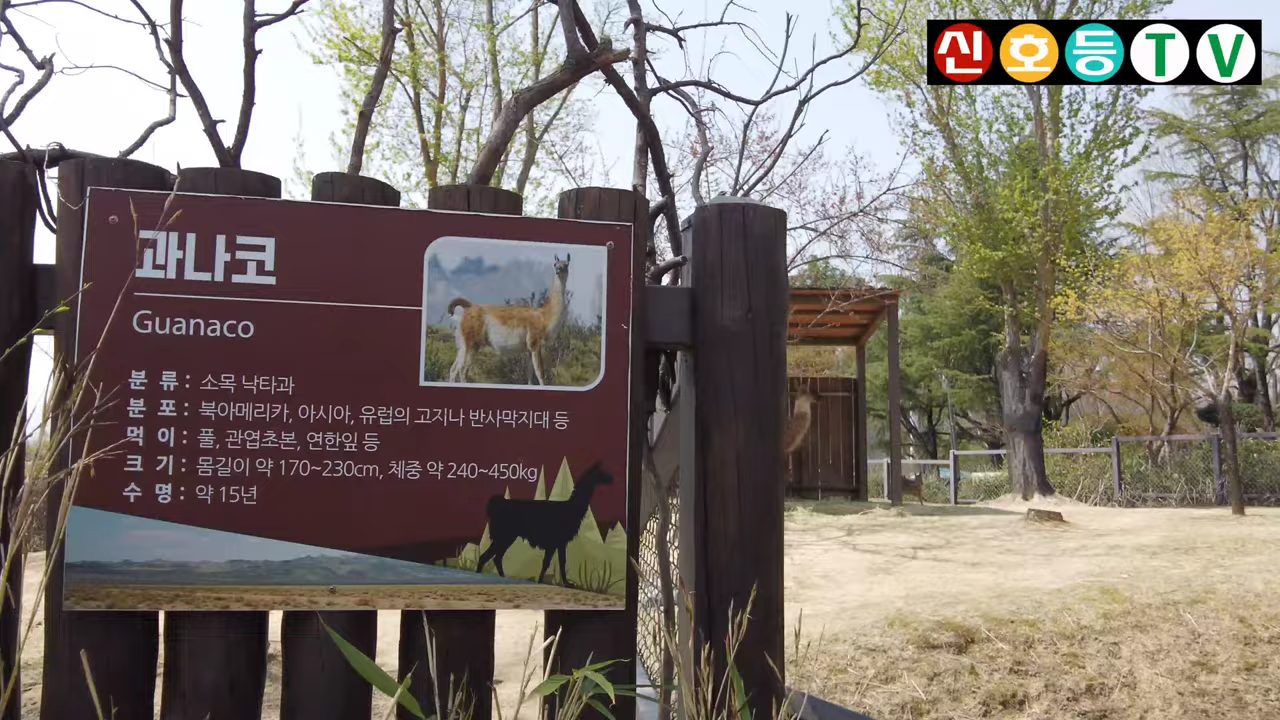 신호등TV
과나코
Guanaco
분 류 : 소목 낙타과
분 포 : 북아메리카, 아시아, 유럽의 고지나 반사막지대 등
먹 이 : 풀, 관엽초본, 연한잎 등
크 기 : 몸길이 약 170~230cm, 체중 약 240~450kg
수 명 : 약 15년